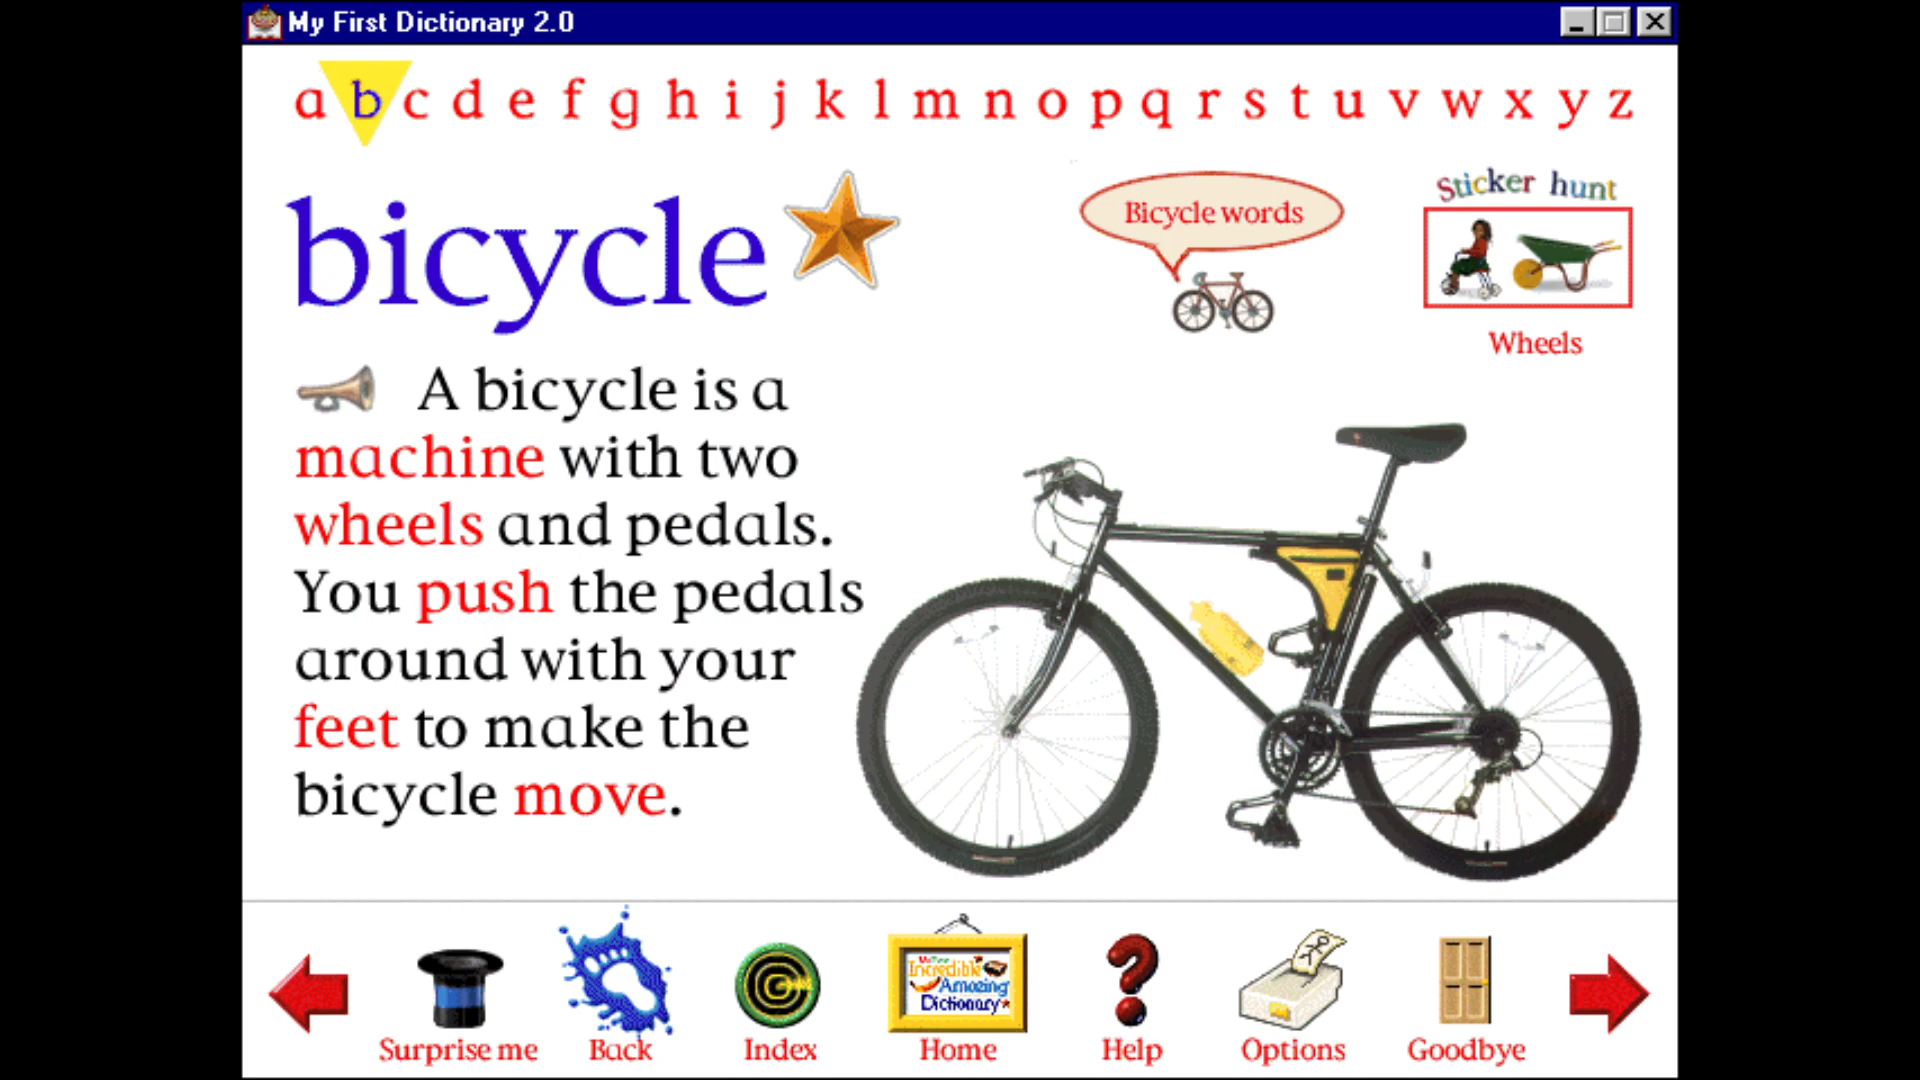 My First Dictionary 2.0
a b c d e f g h i j k l m n o p q r s t u v w x y z
bicycle
Bicycle words
Sticker hunt
Wheels
A bicycle is a
machine with two
wheels and pedals.
You push the pedals
around with your
feet to make the
bicycle move.
My First
Incredible
Amazing
Dictionary
Surprise me
Back
Index
Home
Help
Options
Goodbye